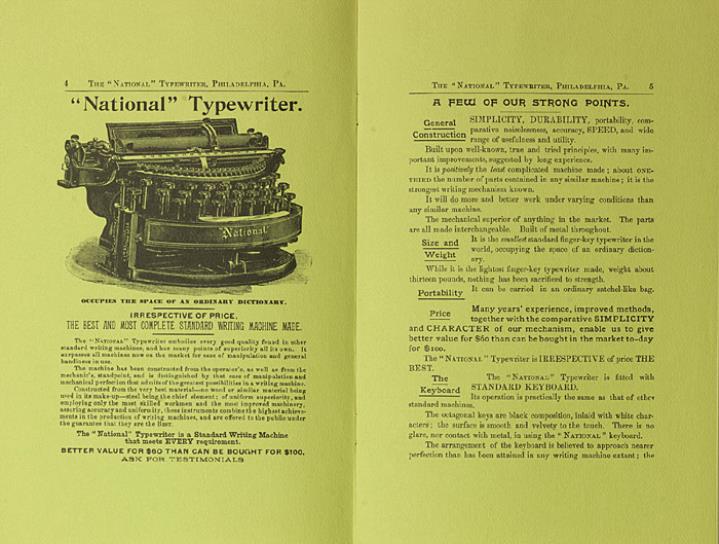 4 THE "NATIONAL" TYPEWRITER, PHILADELPHIA, PA.
"National" Typewriter.
National
OCCUPIES THE SPACE OF AN ORDINARY DICTIONARY.
IRRESPECTIVE OF PRICE,
THE BEST AND MOST COMPLETE STANDARD WRITING MACHINE MADE.
The "NATIONAL" Typewriter embodies every good quality found in other
standard writing machines, and has many points of superiority all its own. It
surpasses all machines now on the market for ease of manipulation and general
handiness in use.
The machine has been constructed from the operator's, as well as from the
mechanic's, standpoint, and is distinguished by that ease of manipulation and
mechanical perfection that admits of the greatest possibilities in a writing machine.
Constructed from the very best material—no wood or similar material being
used in its make-up—steel being the chief element; of uniform superiority, and
employing only the most skilled workmen and the most improved machinery,
assuring accuracy and uniformity, these instruments combine the highest achieve-
ments in the production of writing machines, and are offered to the public under
the guarantee that they are the BEST.
The "National" Typewriter is a Standard Writing Machine
that meets EVERY requirement.
BETTER VALUE FOR $60 THAN CAN BE BOUGHT FOR $100.
ASK FOR TESTIMONIALS
THE "NATIONAL" TYPEWRITER, PHILADELPHIA, PA. 5
A FEW OF OUR STRONG POINTS.
General Construction
SIMPLICITY, DURABILITY, portability, com-
parative noiselessness, accuracy, SPEED, and wide
range of usefulness and utility.
Built upon well-known, true and tried principles, with many im-
portant improvements, suggested by long experience.
It is positively the least complicated machine made; about ONE-
THIRD the number of parts contained in any similar machine; it is the
strongest writing mechanism known.
It will do more and better work under varying conditions than
any similar machine.
The mechanical superior of anything in the market. The parts
are all made interchangeable. Built of metal throughout.
Size and Weight
It is the smallest standard finger-key typewriter in the
world, occupying the space of an ordinary diction-
ary.
While it is the lightest finger-key typewriter made, weight about
thirteen pounds, nothing has been sacrificed to strength.
Portability
It can be carried in an ordinary satchel-like bag.
Price
Many years' experience, improved methods,
together with the comparative SIMPLICITY
and CHARACTER of our mechanism, enable us to give
better value for $60 than can be bought in the market to-day
for $100.
The "NATIONAL" Typewriter is IRRESPECTIVE of price THE
BEST.
The Keyboard
The "NATIONAL" Typewriter is fitted with
STANDARD KEYBOARD.
Its operation is practically the same as that of other
standard machines.
The octagonal keys are black composition, inlaid with white char-
acters; the surface is smooth and velvety to the touch. There is no
glare, nor contact with metal, in using the "NATIONAL" keyboard.
The arrangement of the keyboard is believed to approach nearer
perfection than has been attained in any writing machine extant; the